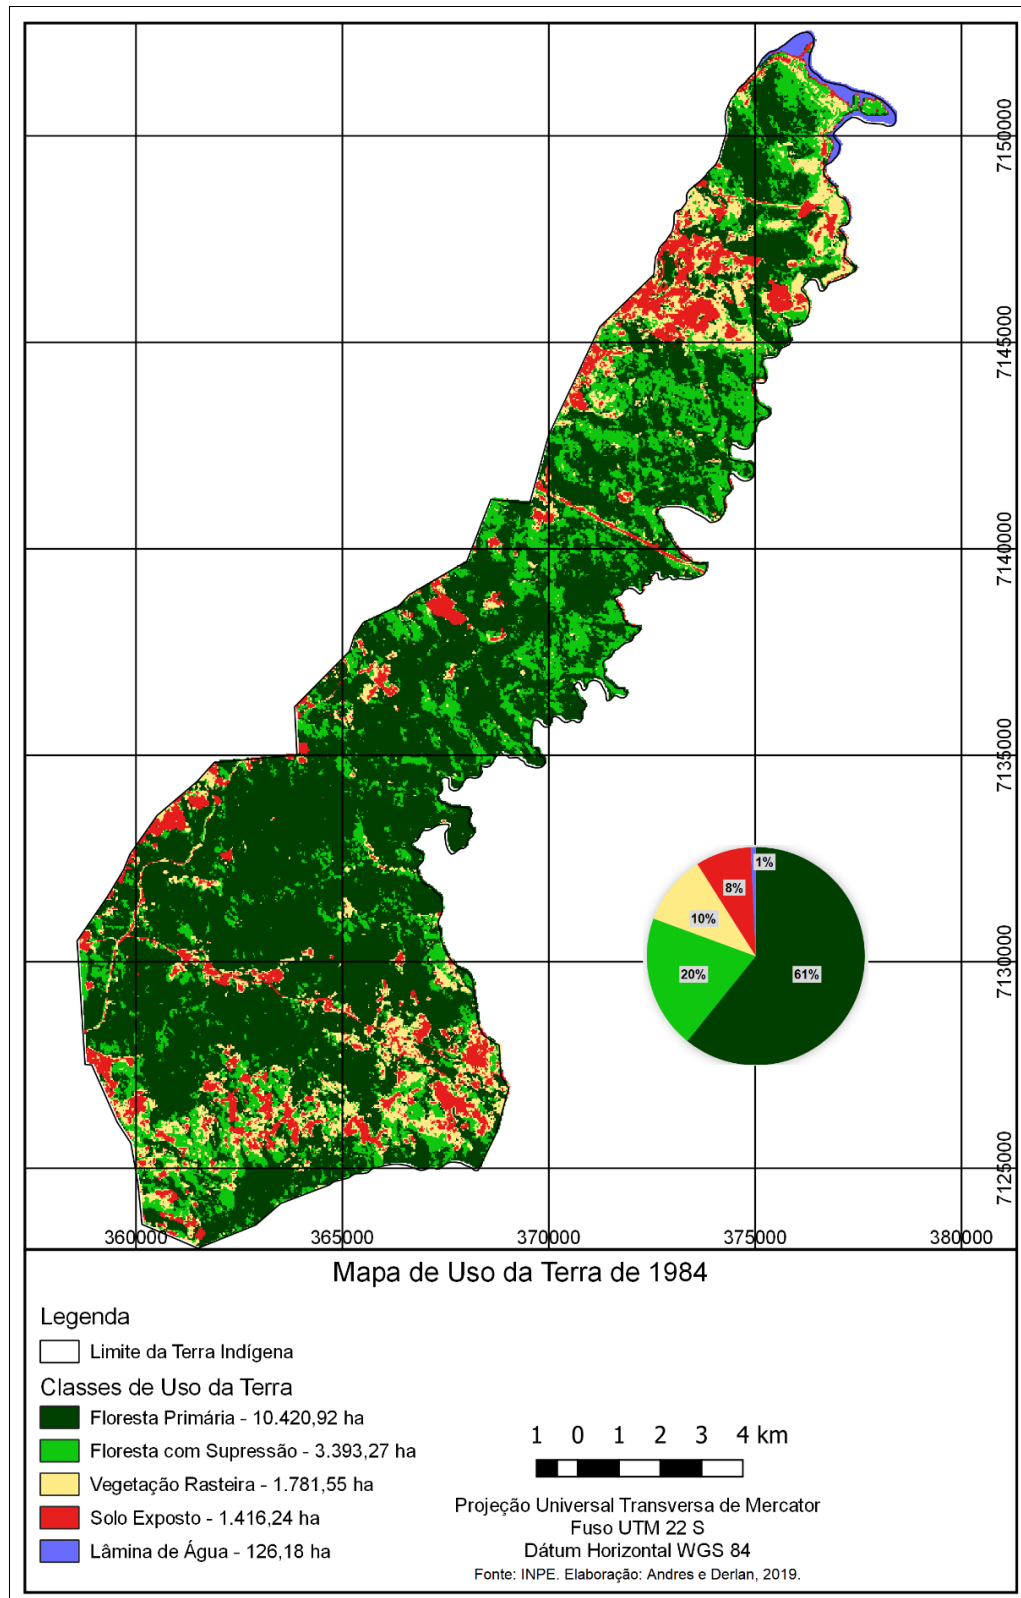 7150000
7145000
7140000
7135000
7130000
7125000
1%
8%
10%
20%
61%
360000
365000
370000
375000
380000
Mapa de Uso da Terra de 1984
Legenda
Limite da Terra Indígena
Classes de Uso da Terra
Floresta Primária - 10.420,92 ha
Floresta com Supressão - 3.393,27 ha
Vegetação Rasteira - 1.781,55 ha
Solo Exposto - 1.416,24 ha
Lâmina de Água - 126,18 ha
1 0 1 2 3 4 km
Projeção Universal Transversa de Mercator
Fuso UTM 22 S
Dátum Horizontal WGS 84
Fonte: INPE. Elaboração: Andres e Derlan, 2019.